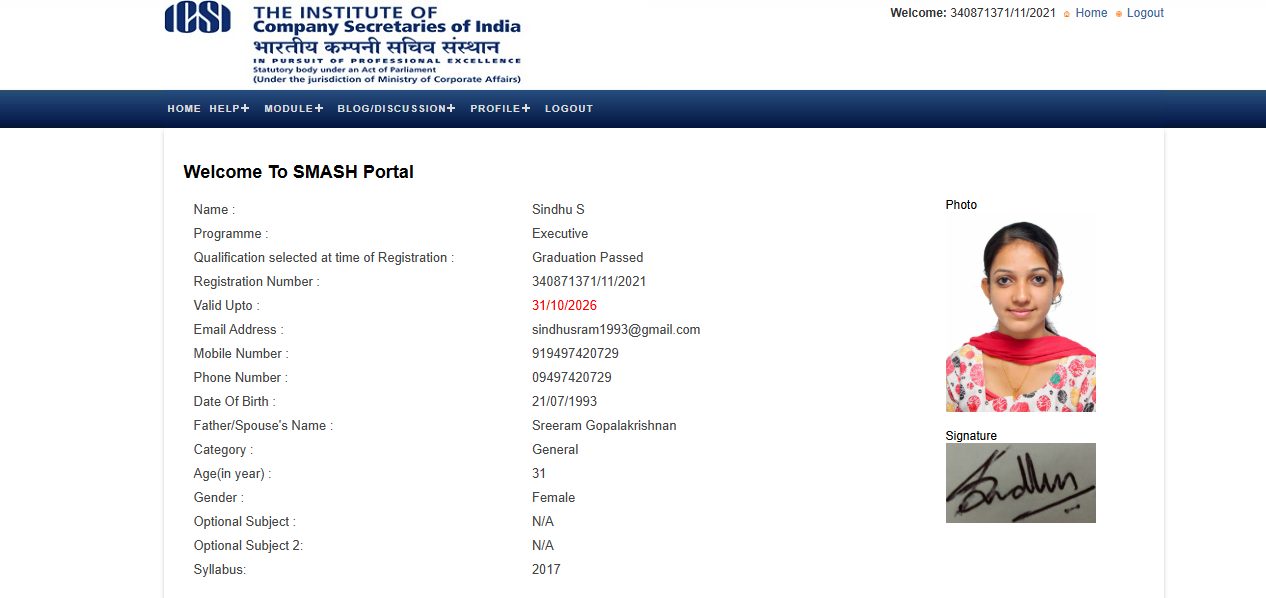 ICSI
THE INSTITUTE OF
Company Secretaries of India
भारतीय कम्पनी सचिव संस्थान
IN PURSUIT OF PROFESSIONAL EXCELLENCE
Statutory body under an Act of Parliament
(Under the jurisdiction of Ministry of Corporate Affairs)
Welcome: 340871371/11/2021 Home Logout
HOME HELP+ MODULE+ BLOG/DISCUSSION+ PROFILE+ LOGOUT
Welcome To SMASH Portal
Name : Sindhu S
Programme : Executive
Qualification selected at time of Registration : Graduation Passed
Registration Number : 340871371/11/2021
Valid Upto : 31/10/2026
Email Address : sindhusram1993@gmail.com
Mobile Number : 919497420729
Phone Number : 09497420729
Date Of Birth : 21/07/1993
Father/Spouse's Name : Sreeram Gopalakrishnan
Category : General
Age(in year) : 31
Gender : Female
Optional Subject : N/A
Optional Subject 2: N/A
Syllabus: 2017
Photo
Signature
Sindhu